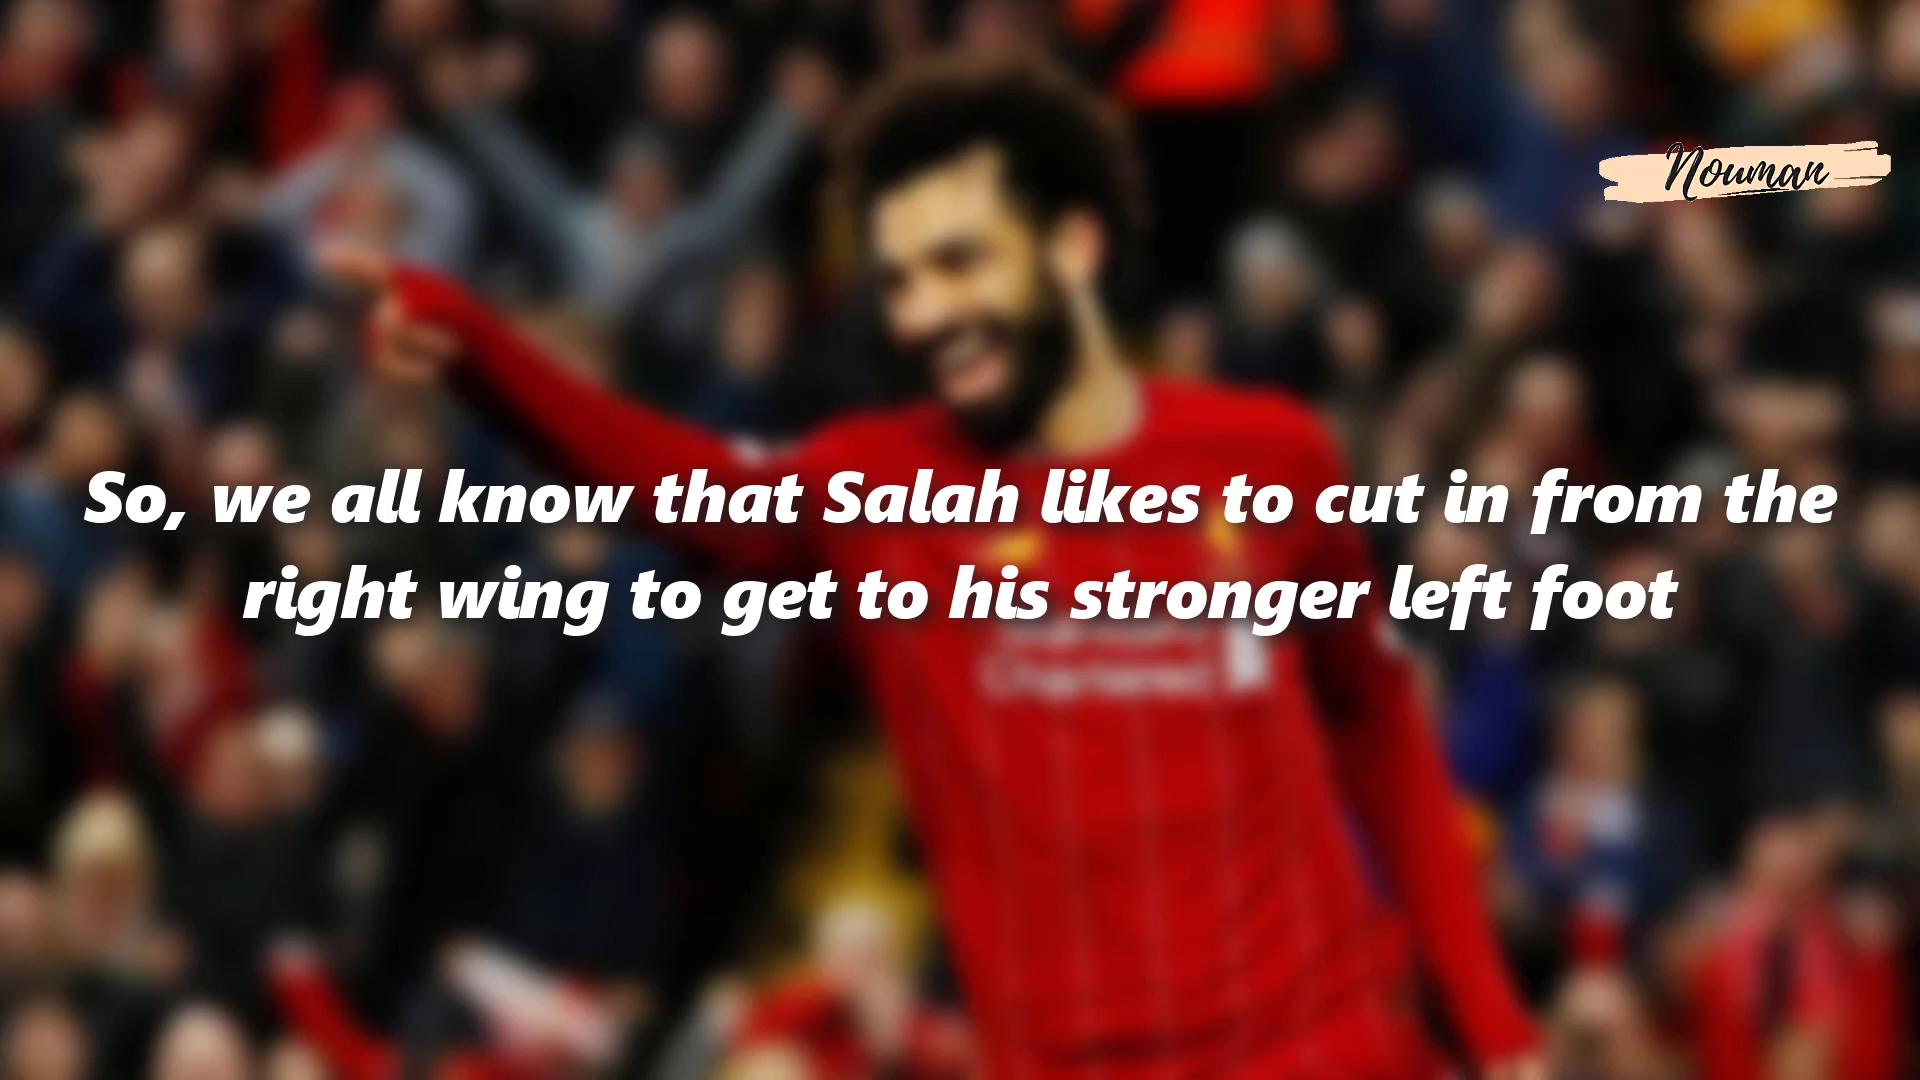 Nouman
So, we all know that Salah likes to cut in from the
right wing to get to his stronger left foot
Chartered